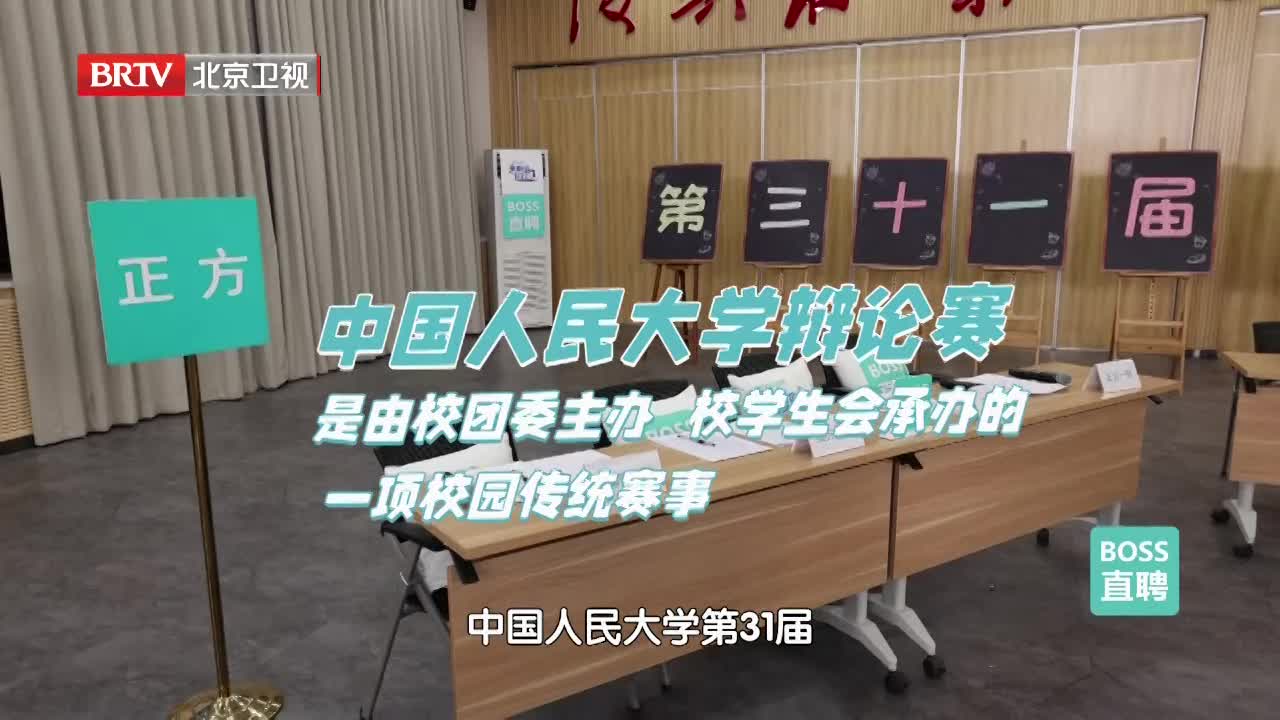 BRTV 北京卫视
BOSS
直聘
第三十一届
正方
中国人民大学辩论赛
是由校团委主办 校学生会承办的
一项校园传统赛事
BOSS
BOSS
BOSS
直聘
中国人民大学第31届